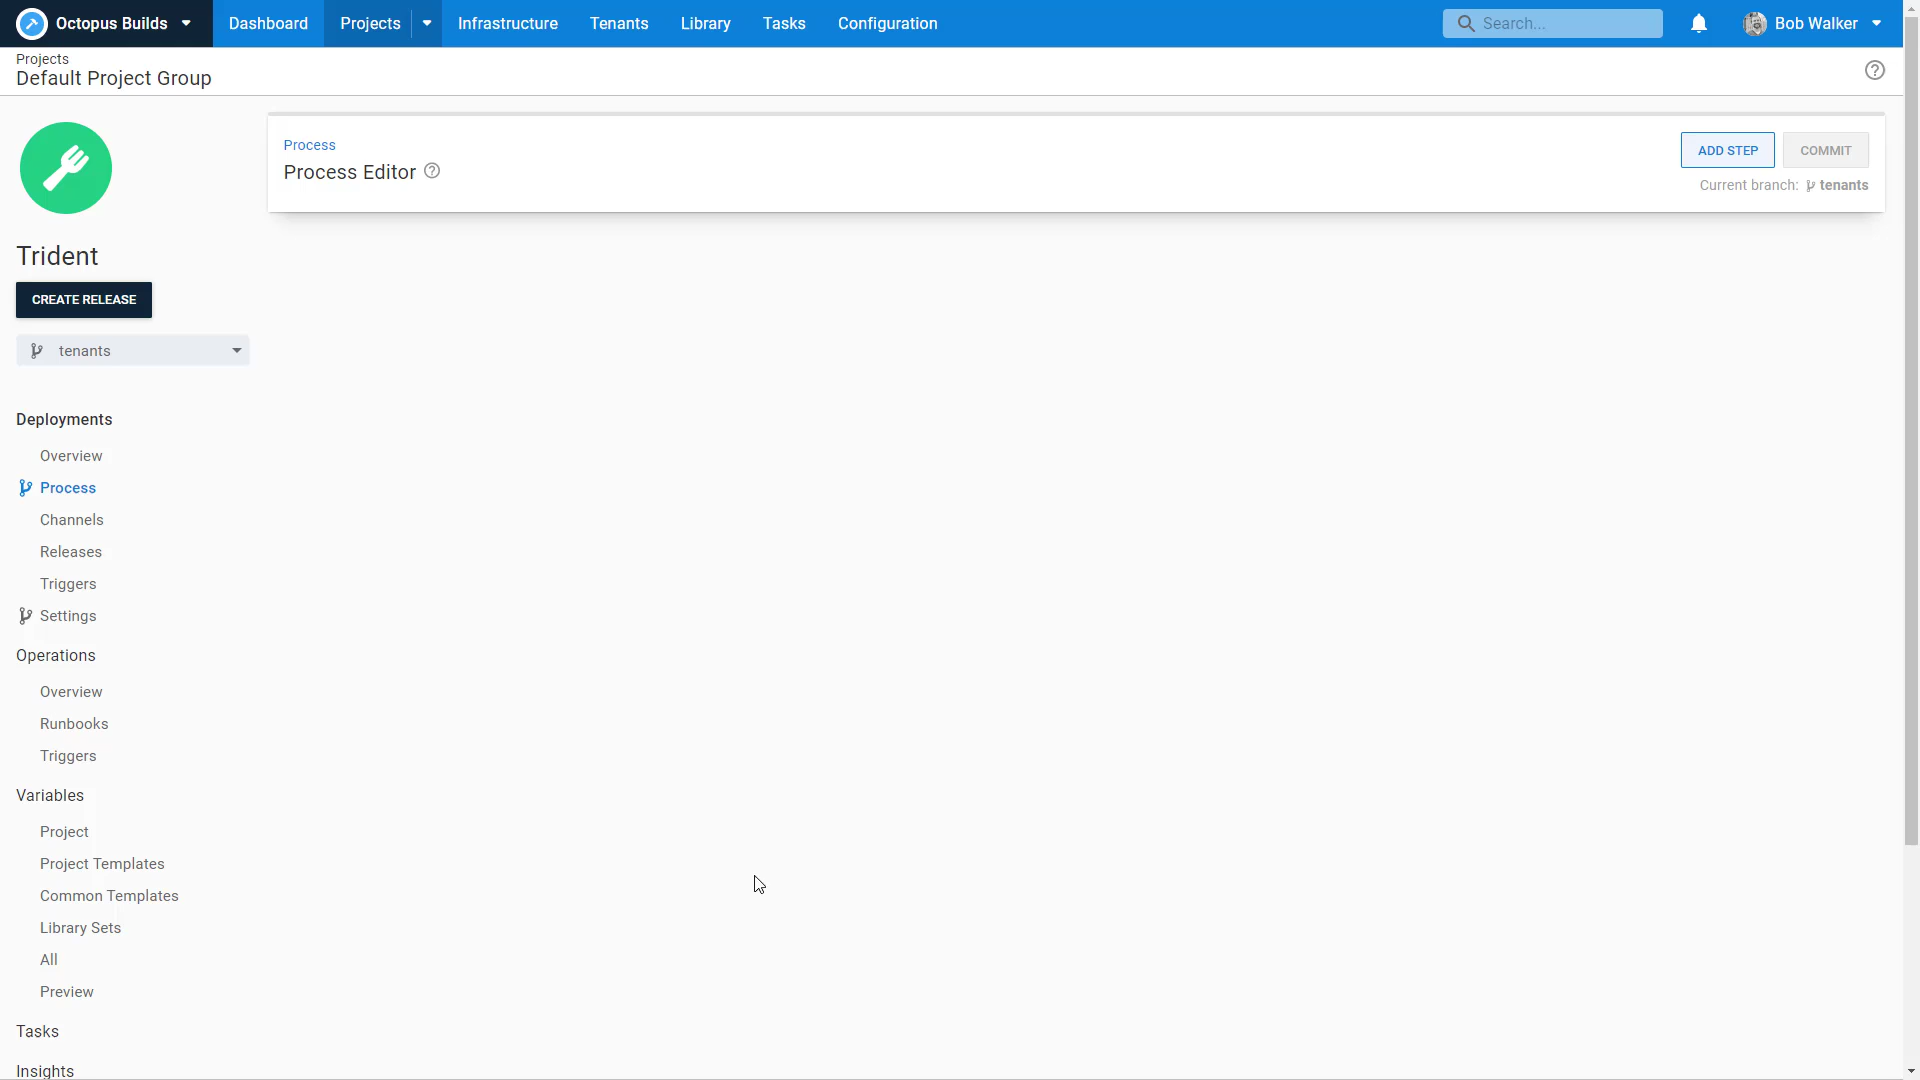 Octopus Builds
Dashboard
Projects
Infrastructure
Tenants
Library
Tasks
Configuration
Search...
Bob Walker
Projects
Default Project Group
Trident
CREATE RELEASE
tenants
Deployments
Overview
Process
Channels
Releases
Triggers
Settings
Operations
Overview
Runbooks
Triggers
Variables
Project
Project Templates
Common Templates
Library Sets
All
Preview
Tasks
Insights
Process
Process Editor
ADD STEP
COMMIT
Current branch: tenants